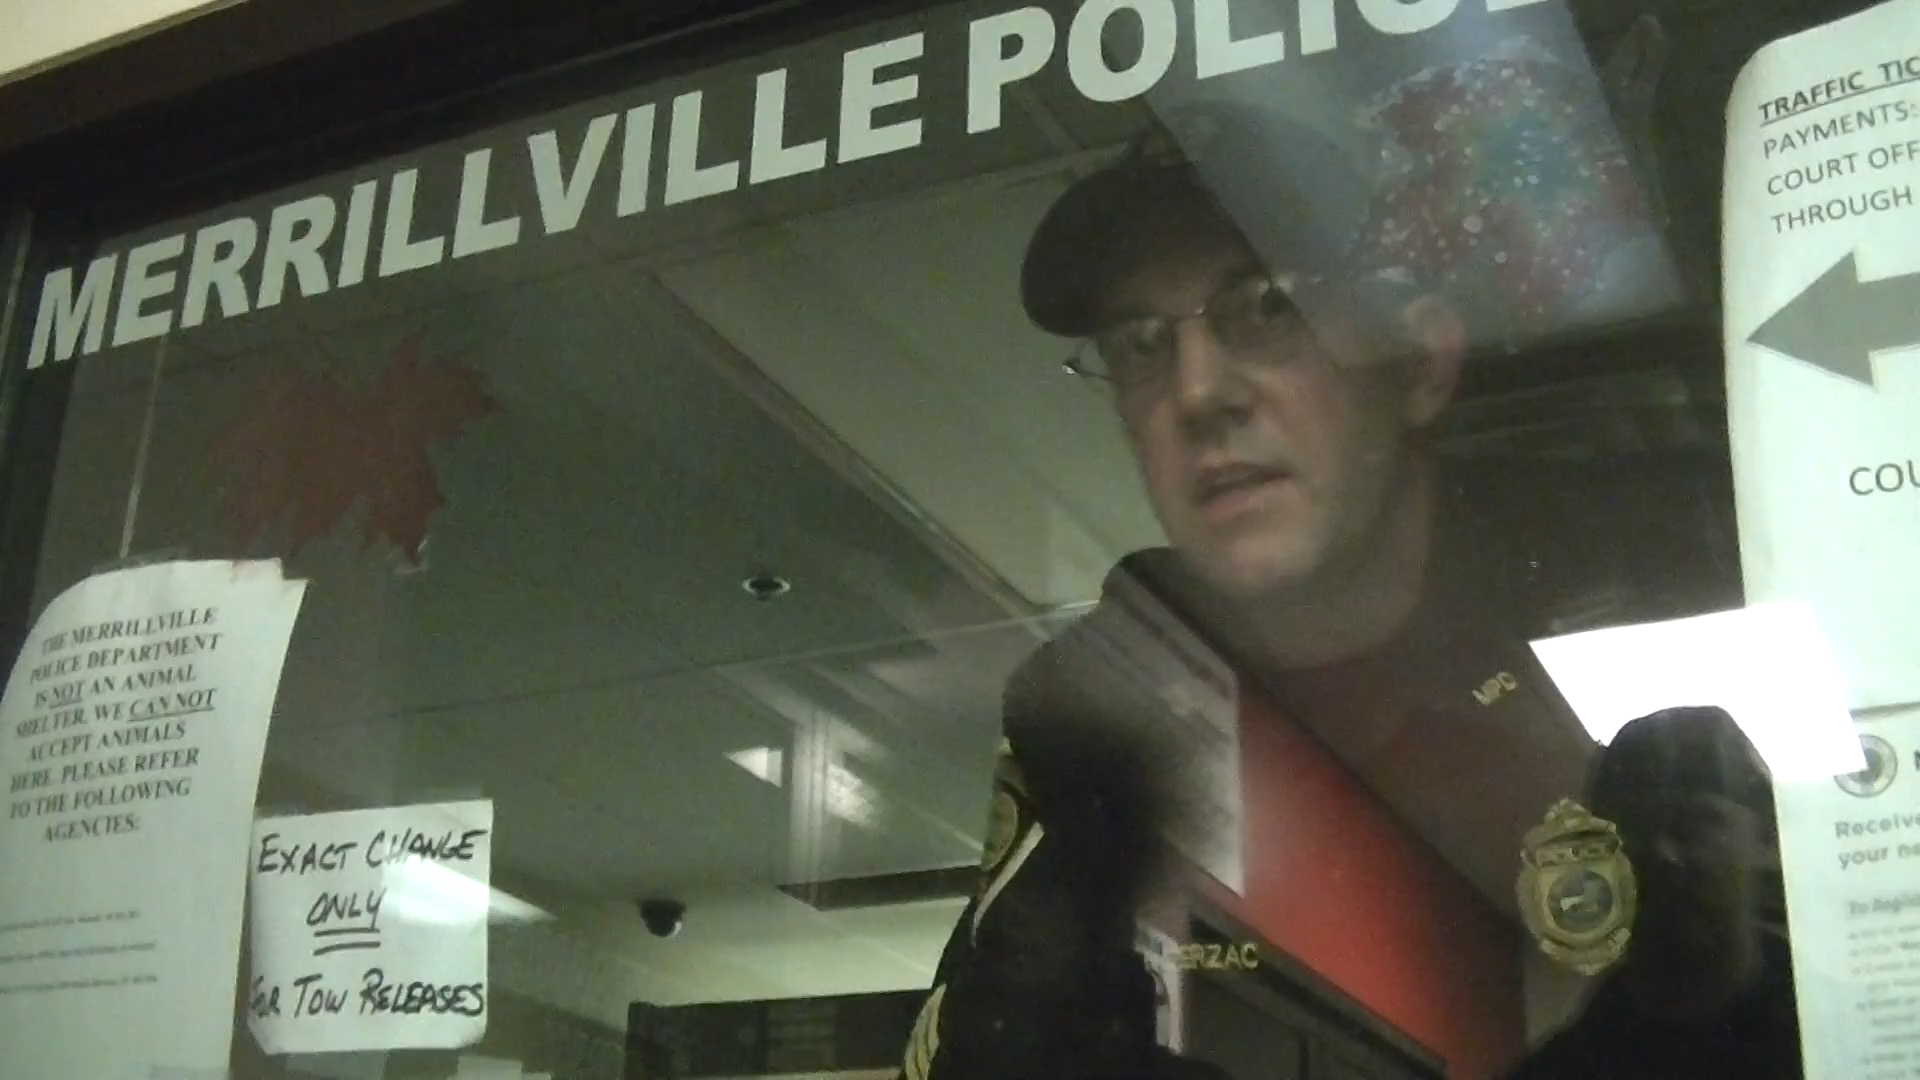 MERRILLVILLE POLICE
THE MERRILLVILLE
POLICE DEPARTMENT
IS NOT AN ANIMAL
SHELTER. WE CAN NOT
ACCEPT ANIMALS
HERE. PLEASE REFER
TO THE FOLLOWING
AGENCIES:
EXACT CHANGE
ONLY
FOR TOW RELEASES
MPD
POLICE
ERZAC
TRAFFIC TIC
PAYMENTS:
COURT OFF
THROUGH
COU
Receive
your ne